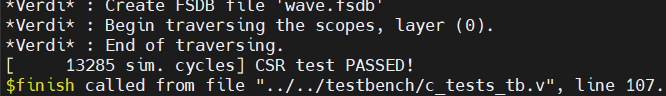 *Verdi* : Create FSDB file 'wave.fsdb'
*Verdi* : Begin traversing the scopes, layer (0).
*Verdi* : End of traversing.
[     13285 sim. cycles] CSR test PASSED!
$finish called from file "../../testbench/c_tests_tb.v", line 107.